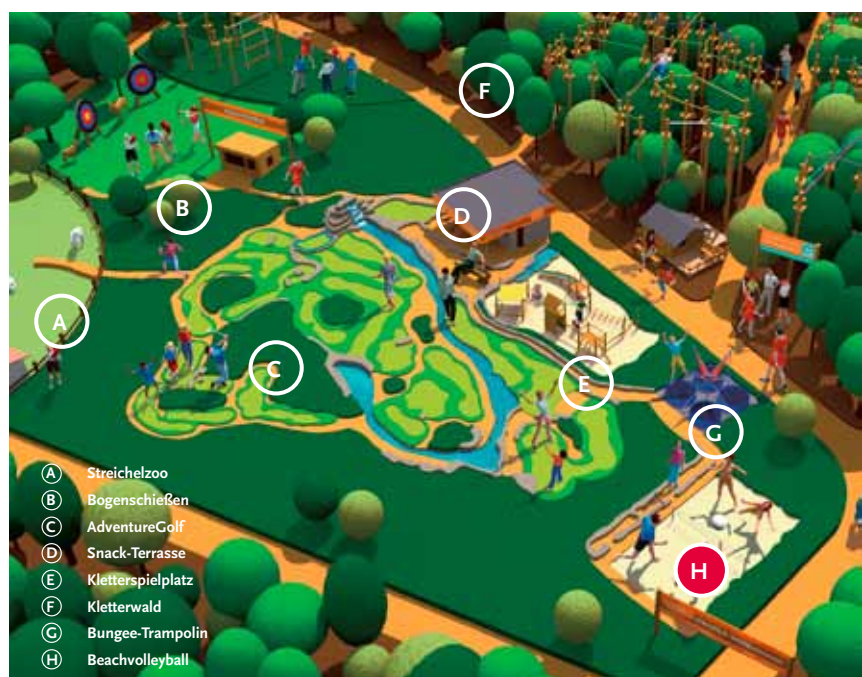 F
B
D
A
C
E
G
H
A Streichelzoo
B Bogenschießen
C AdventureGolf
D Snack-Terrasse
E Kletterspielplatz
F Kletterwald
G Bungee-Trampolin
H Beachvolleyball